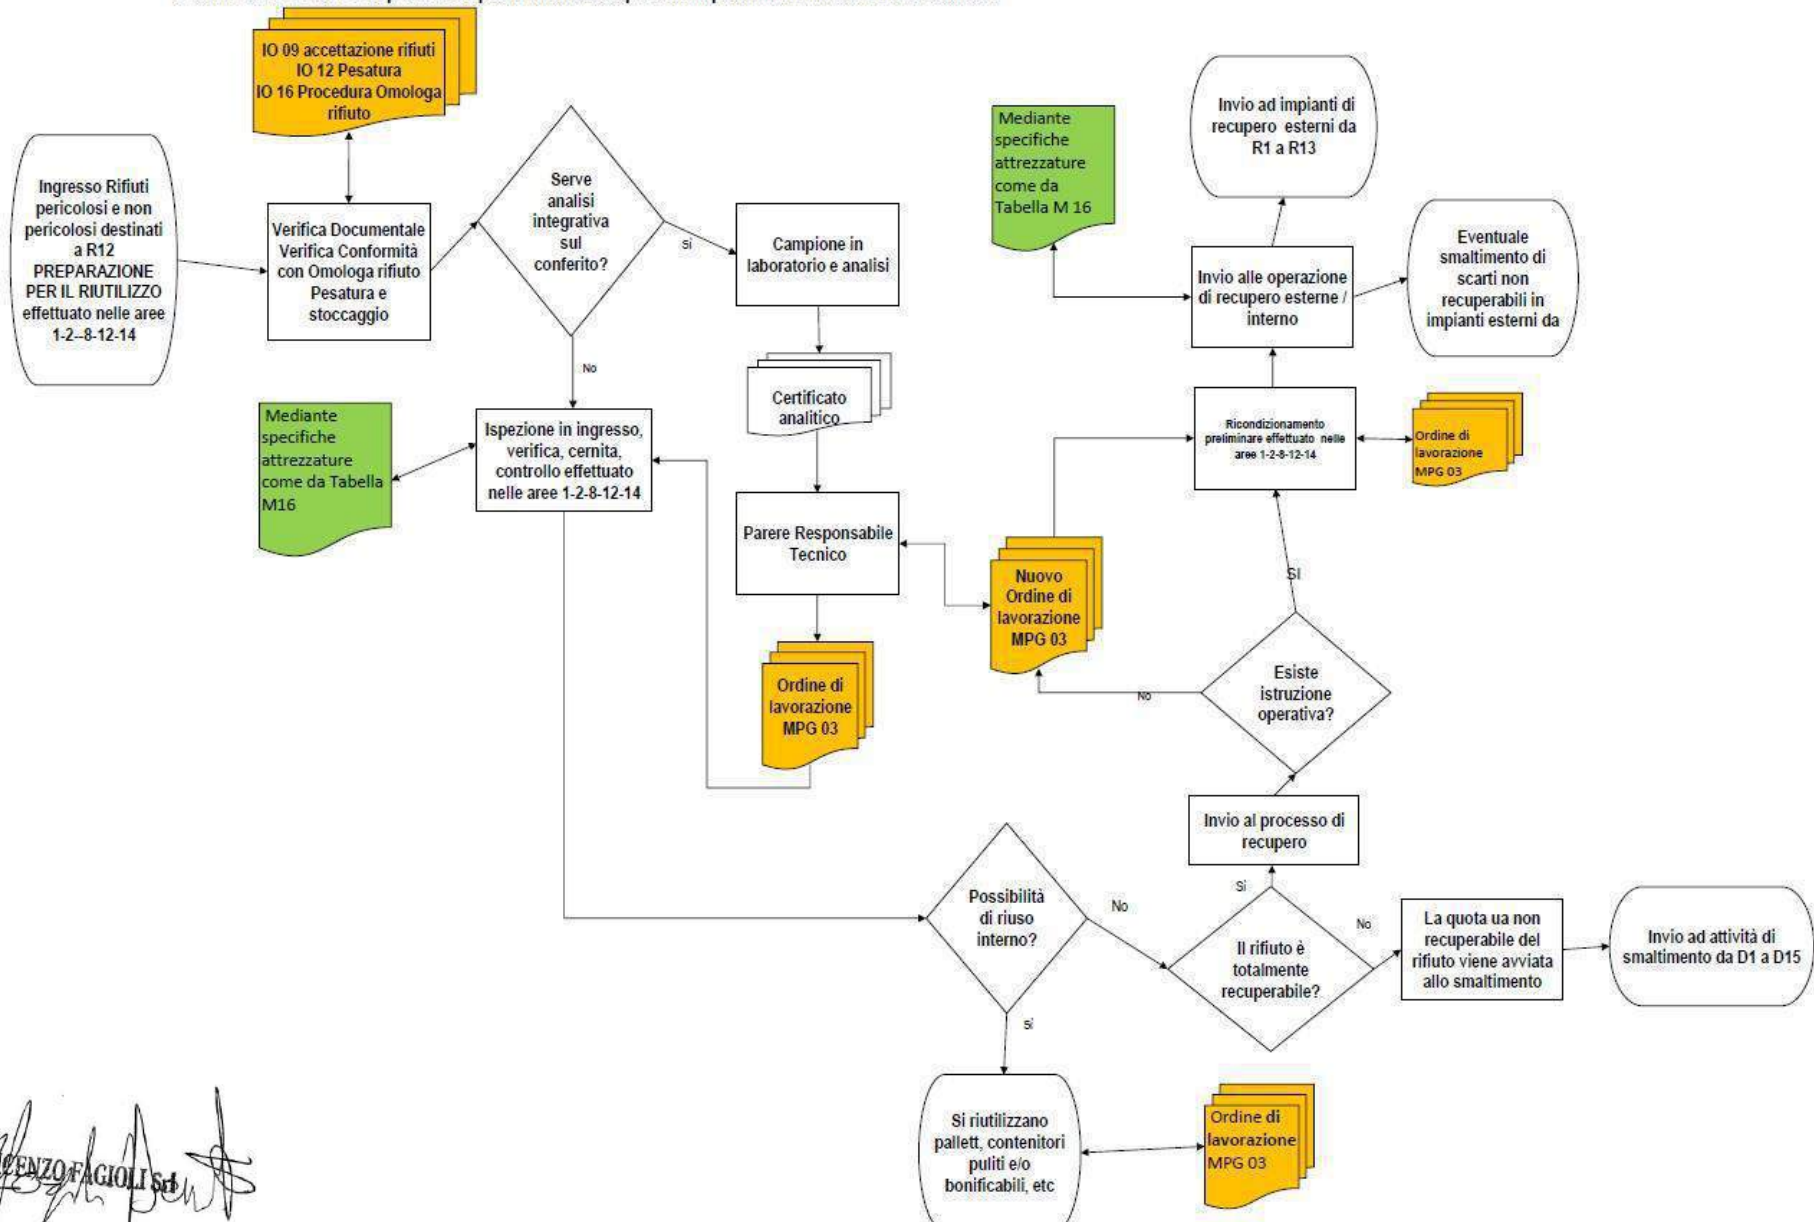 IO 09 accettazione rifiuti
IO 12 Pesatura
IO 16 Procedura Omologa
rifiuto
Ingresso Rifiuti
pericolosi e non
pericolosi destinati
a R12
PREPARAZIONE
PER IL RIUTILIZZO
effettuato nelle aree
1-2--8-12-14
Verifica Documentale
Verifica Conformità
con Omologa rifiuto
Pesatura e
stoccaggio
Serve
analisi
integrativa
sul
conferito?
Sí
No
Campione in
laboratorio e analisi
Certificato
analitico
Parere Responsabile
Tecnico
Ordine di
lavorazione
MPG 03
Mediante
specifiche
attrezzature
come da Tabella
M16
Ispezione in ingresso,
verifica, cernita,
controllo effettuato
nelle aree 1-2-8-12-14
Mediante
specifiche
attrezzature
come da
Tabella M 16
Invio ad impianti di
recupero esterni da
R1 a R13
Invio alle operazione
di recupero esterne /
interno
Eventuale
smaltimento di
scarti non
recuperabili in
impianti esterni da
Ricondizionamento
preliminare effettuato nelle
aree 1-2-8-12-14
Ordine di
lavorazione
MPG 03
Nuovo
Ordine di
lavorazione
MPG 03
SI
Esiste
istruzione
operativa?
No
Invio al processo di
recupero
Sí
Possibilità
di riuso
interno?
No
Il rifiuto è
totalmente
recuperabile?
No
La quota ua non
recuperabile del
rifiuto viene avviata
allo smaltimento
Invio ad attività di
smaltimento da D1 a D15
sí
Si riutilizzano
pallett, contenitori
puliti e/o
bonificabili, etc
Ordine di
lavorazione
MPG 03
FAGIOLI Srl